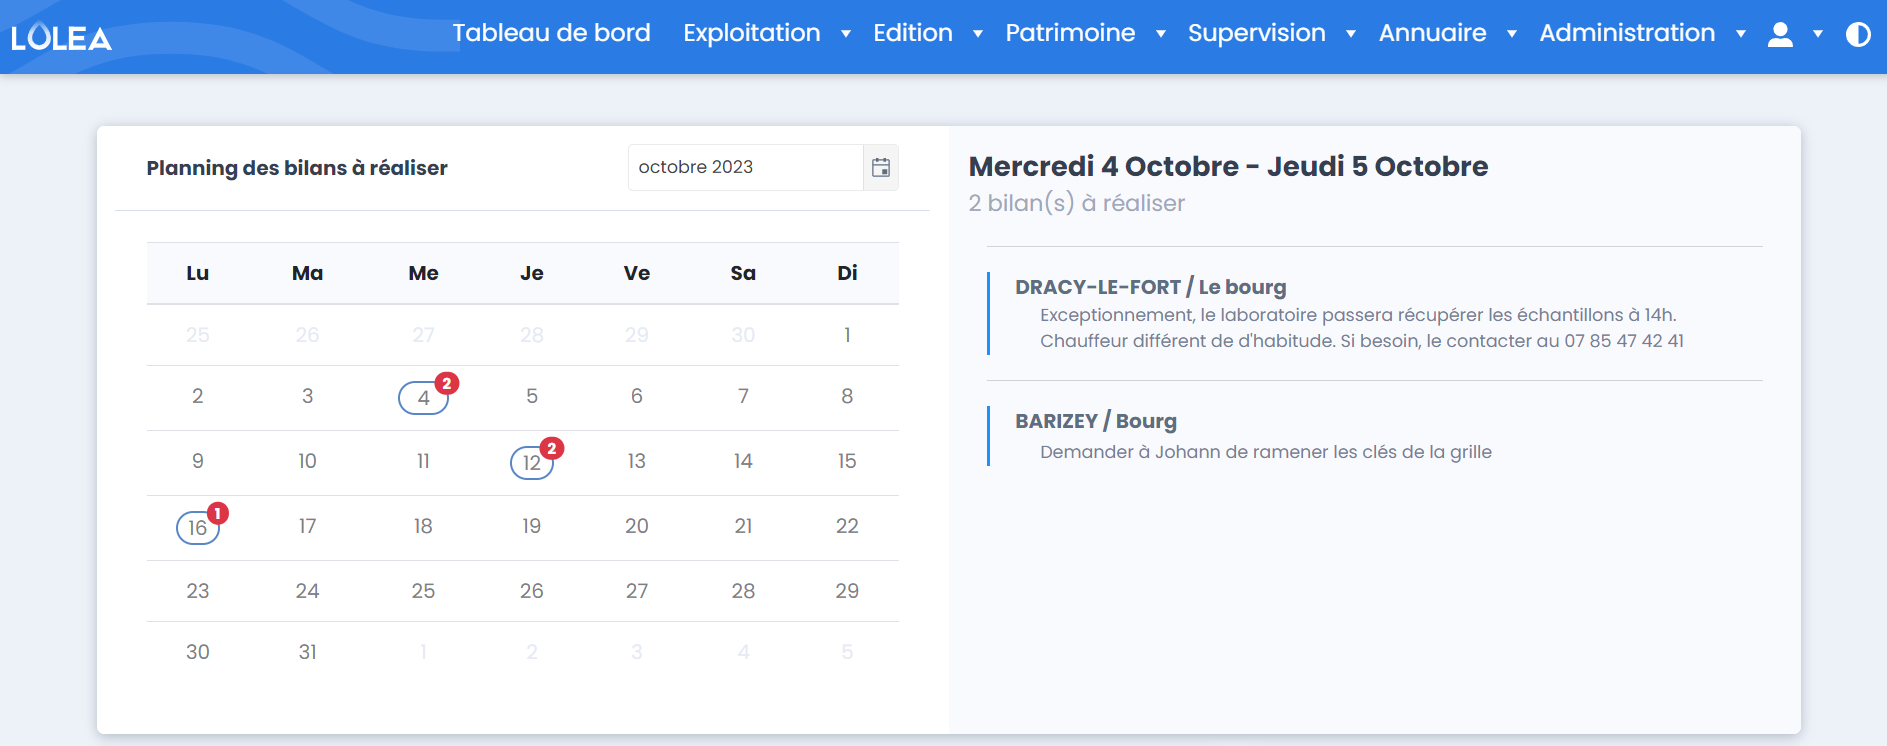 LOLEA
Tableau de bord Exploitation Edition Patrimoine Supervision Annuaire Administration
Planning des bilans à réaliser
octobre 2023
Lu Ma Me Je Ve Sa Di
25 26 27 28 29 30 1
2 3 4 2 5 6 7 8
9 10 11 12 2 13 14 15
16 1 17 18 19 20 21 22
23 24 25 26 27 28 29
30 31 1 2 3 4 5
Mercredi 4 Octobre - Jeudi 5 Octobre
2 bilan(s) à réaliser
DRACY-LE-FORT / Le bourg
Exceptionnement, le laboratoire passera récupérer les échantillons à 14h.
Chauffeur différent de d'habitude. Si besoin, le contacter au 07 85 47 42 41
BARIZEY / Bourg
Demander à Johann de ramener les clés de la grille